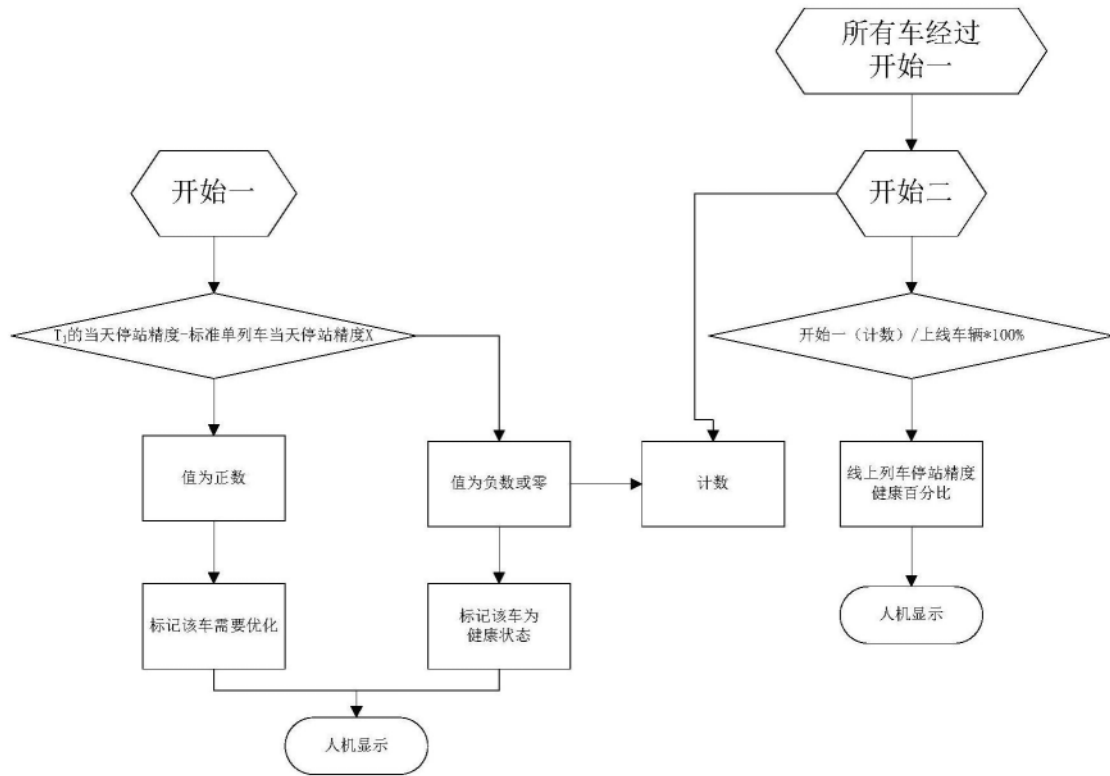 所有车经过
开始一
开始一
开始二
T₁的当天停站精度-标准单列车当天停站精度X
开始一（计数）/上线车辆*100%
值为正数
值为负数或零
计数
线上列车停站精度
健康百分比
标记该车需要优化
标记该车为
健康状态
人机显示
人机显示